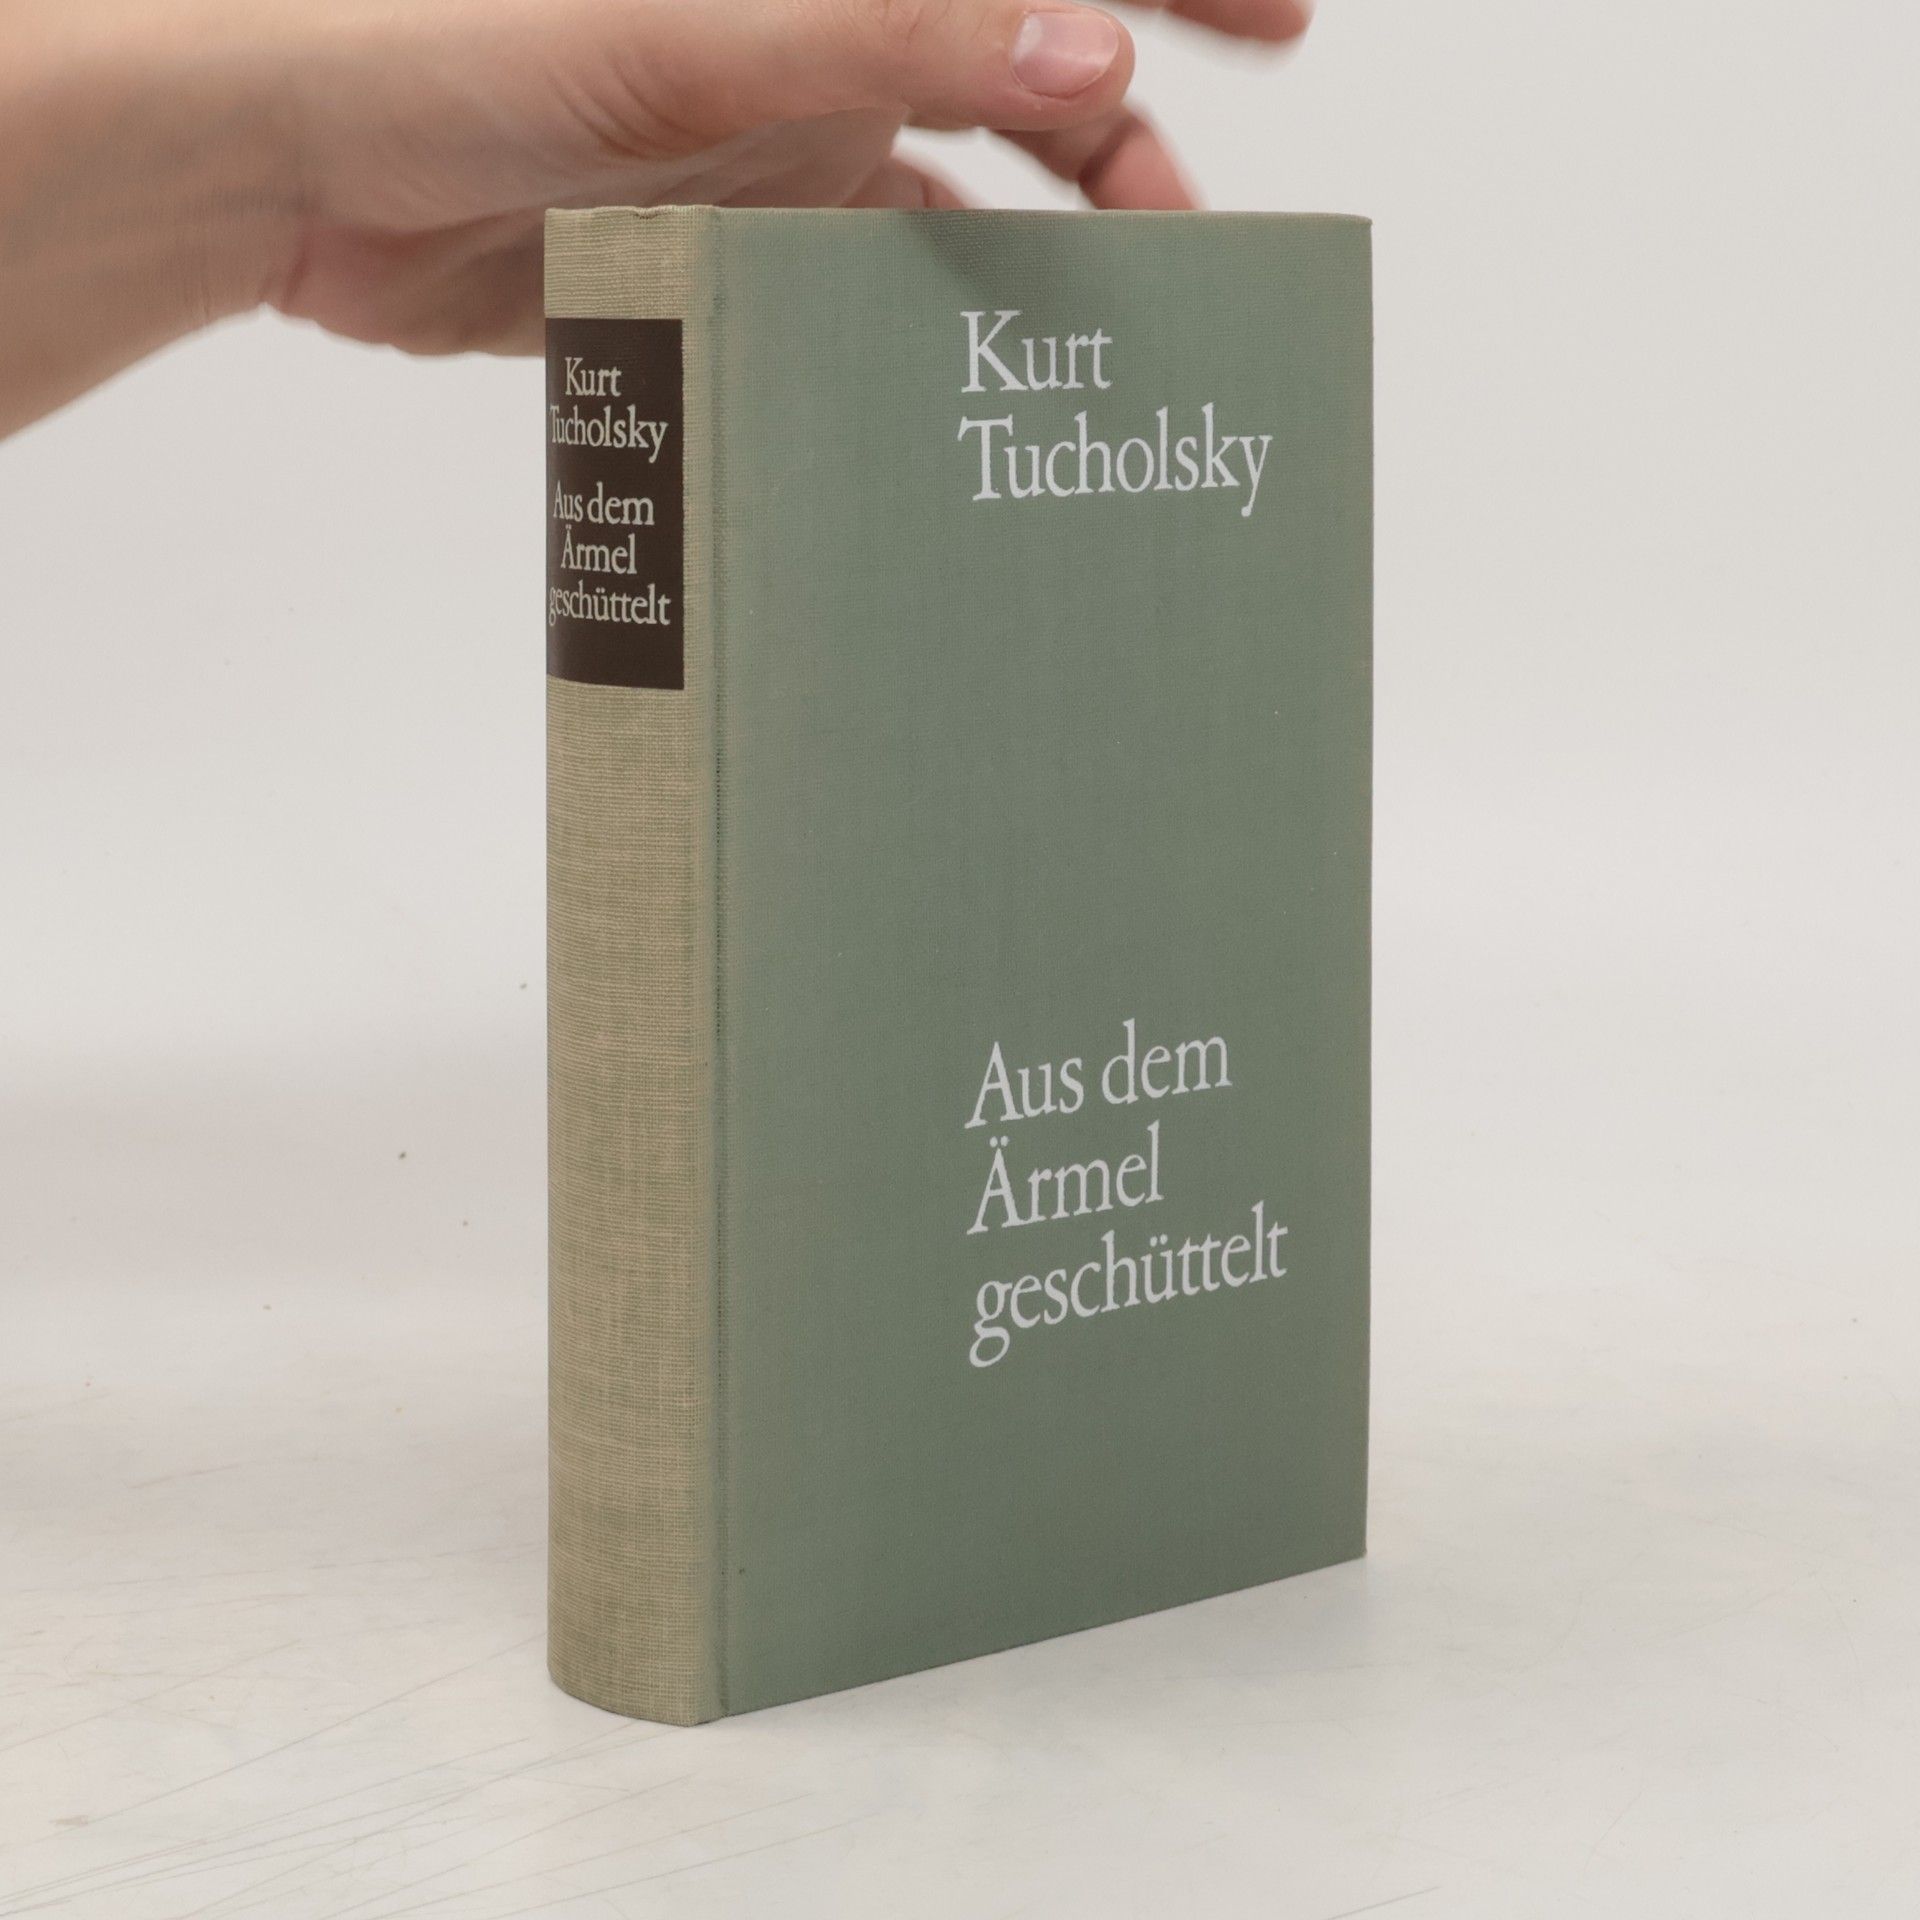 Kurt
Tucholsky
Aus dem
Ärmel
geschüttelt
Kurt
Tucholsky
Aus dem
Ärmel
geschüttelt